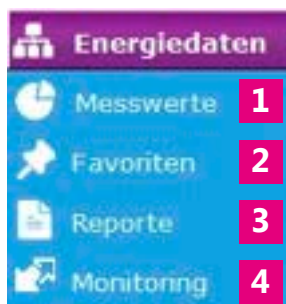 Energiedaten
Messwerte 1
Favoriten 2
Reporte 3
Monitoring 4